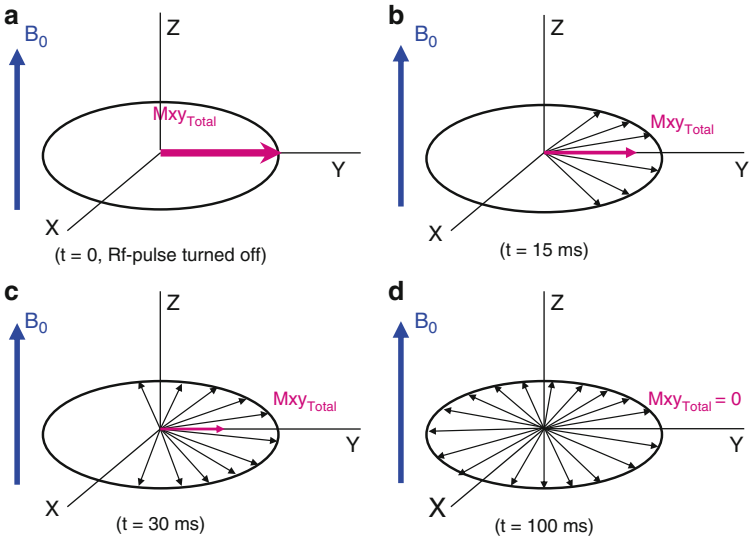 a
B0
Z
MxyTotal
Y
X
(t = 0, Rf-pulse turned off)
b
B0
Z
MxyTotal
Y
X
(t = 15 ms)
c
B0
Z
MxyTotal
Y
X
(t = 30 ms)
d
B0
Z
MxyTotal = 0
Y
X
(t = 100 ms)